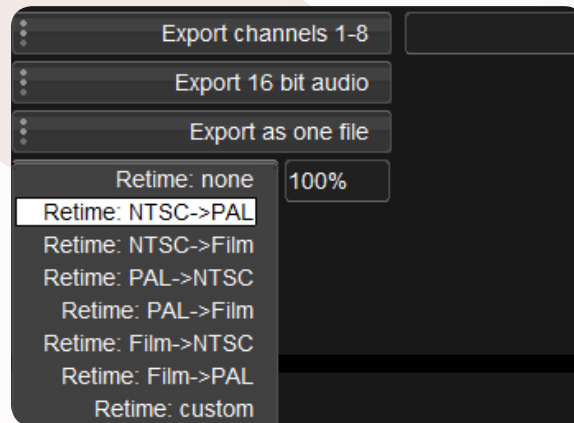 Export channels 1-8
Export 16 bit audio
Export as one file
Retime: none
100%
Retime: NTSC->PAL
Retime: NTSC->Film
Retime: PAL->NTSC
Retime: PAL->Film
Retime: Film->NTSC
Retime: Film->PAL
Retime: custom